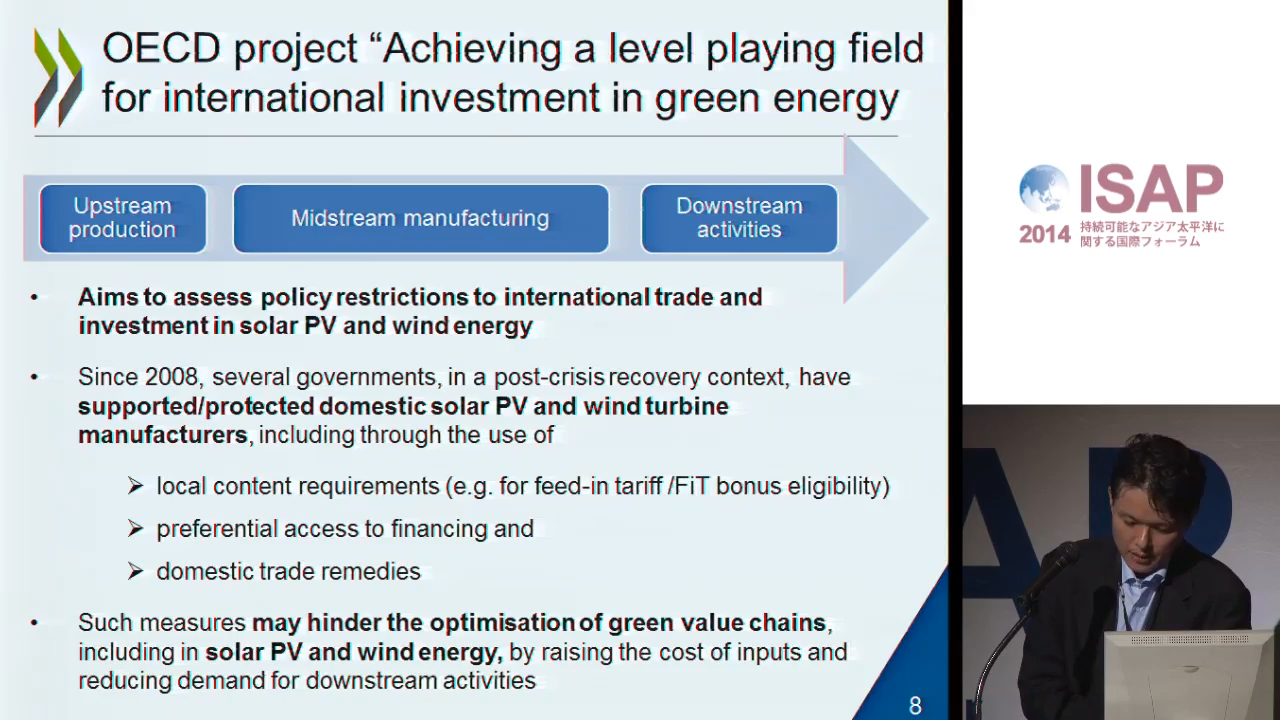 OECD project “Achieving a level playing field
for international investment in green energy
Upstream
production
Midstream manufacturing
Downstream
activities
• Aims to assess policy restrictions to international trade and
investment in solar PV and wind energy
• Since 2008, several governments, in a post-crisis recovery context, have
supported/protected domestic solar PV and wind turbine
manufacturers, including through the use of
➢ local content requirements (e.g. for feed-in tariff /FiT bonus eligibility)
➢ preferential access to financing and
➢ domestic trade remedies
• Such measures may hinder the optimisation of green value chains,
including in solar PV and wind energy, by raising the cost of inputs and
reducing demand for downstream activities
8
ISAP
2014
持続可能なアジア太平洋に
関する国際フォーラム
AP